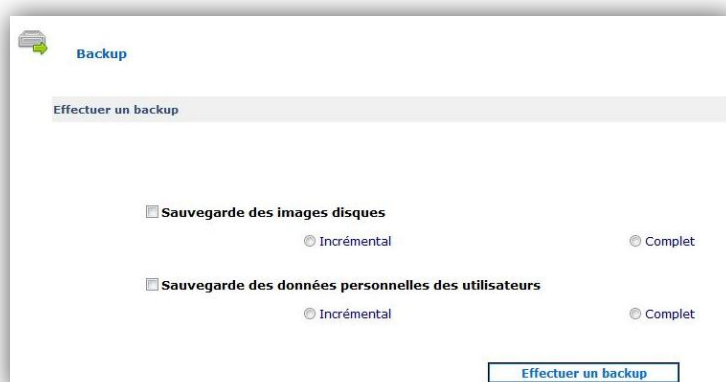 Backup
Effectuer un backup
Sauvegarde des images disques
Incrémental Complet
Sauvegarde des données personnelles des utilisateurs
Incrémental Complet
Effectuer un backup